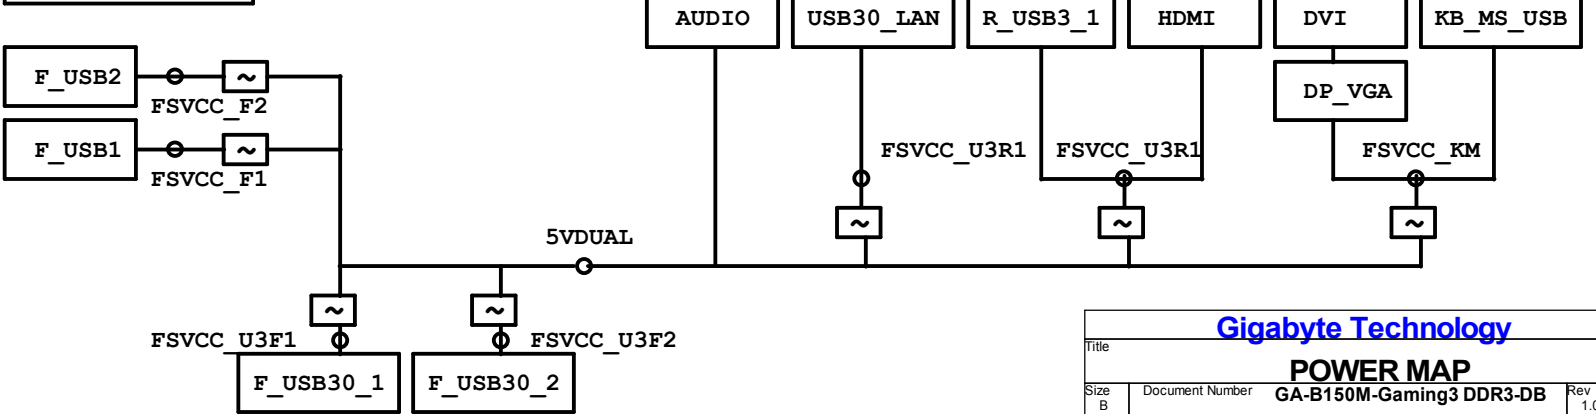 AUDIO USB30_LAN R_USB3_1 HDMI DVI KB_MS_USB
F_USB2
DP_VGA
FSVCC_F2
F_USB1
FSVCC_U3R1 FSVCC_U3R1 FSVCC_KM
FSVCC_F1
5VDUAL
FSVCC_U3F1 FSVCC_U3F2
F_USB30_1 F_USB30_2
Gigabyte Technology
Title
POWER MAP
Size Document Number GA-B150M-Gaming3 DDR3-DB Rev
B